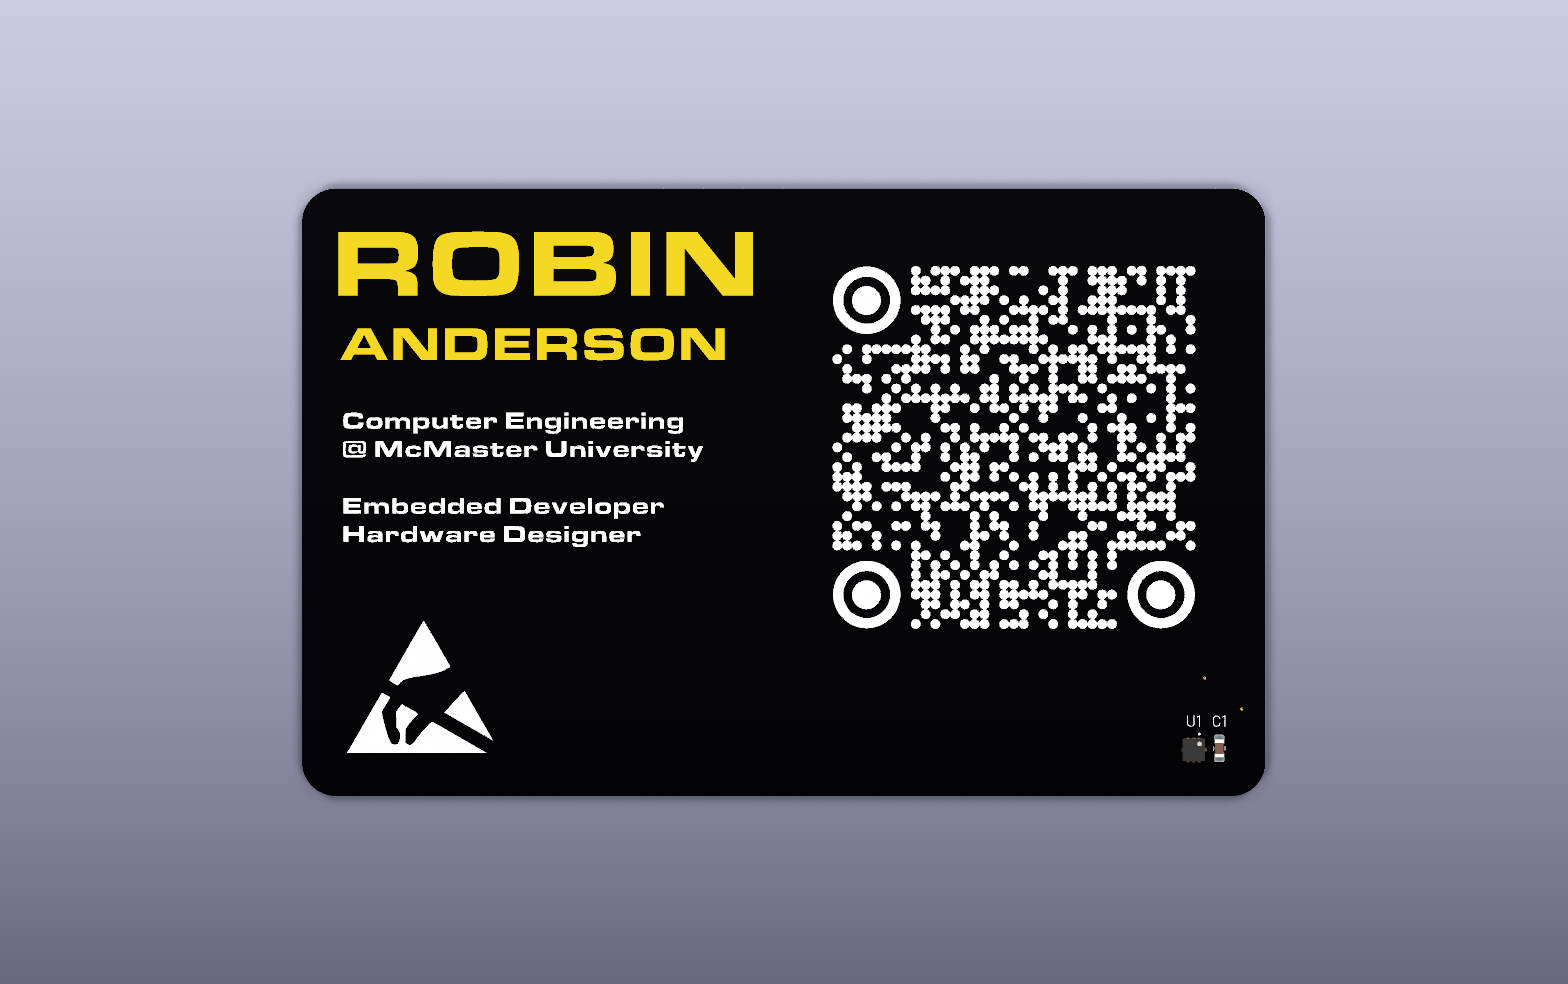 ROBIN
ANDERSON
Computer Engineering
@ McMaster University
Embedded Developer
Hardware Designer
U1 C1